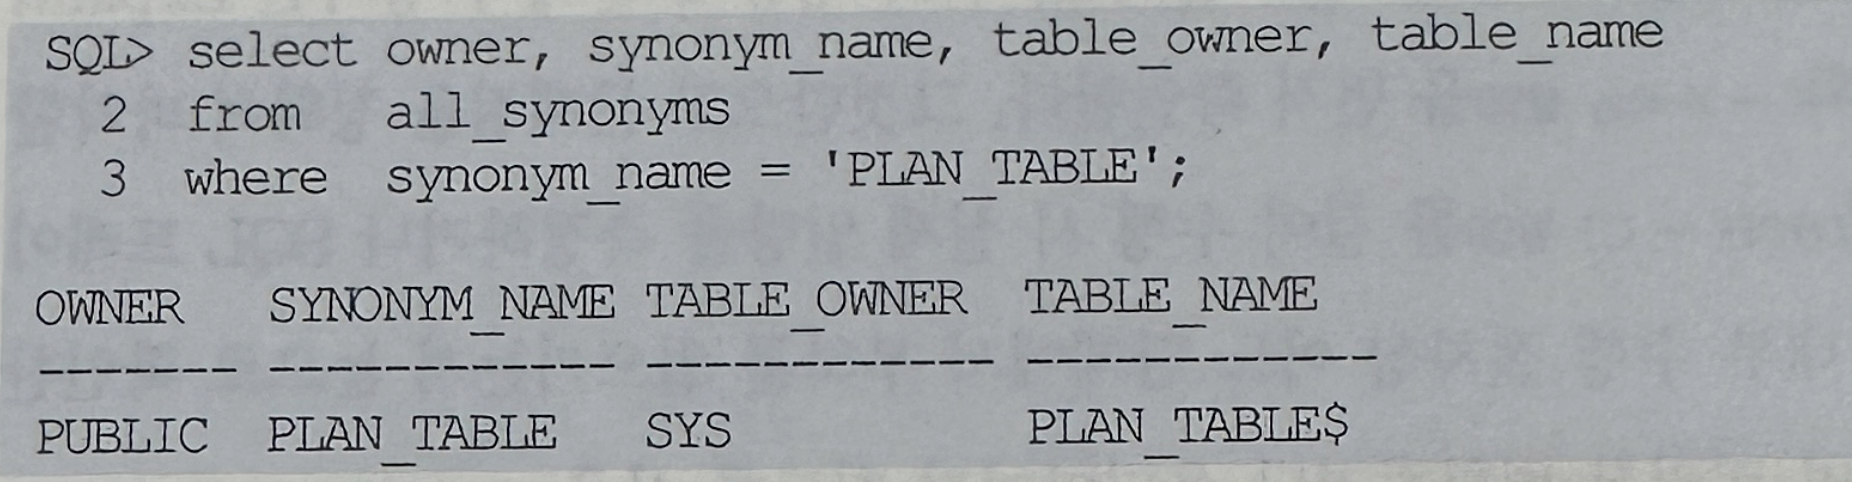 SQL> select owner, synonym_name, table_owner, table_name
2 from all_synonyms
3 where synonym_name = 'PLAN_TABLE';
OWNER SYNONYM_NAME TABLE_OWNER TABLE_NAME
------- ------------ ------------ ------------
PUBLIC PLAN_TABLE SYS PLAN_TABLE$